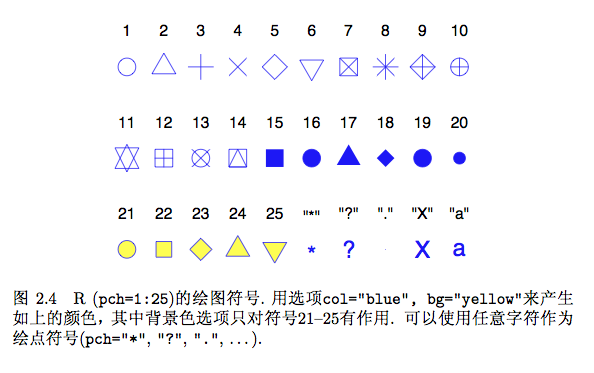 1 2 3 4 5 6 7 8 9 10
11 12 13 14 15 16 17 18 19 20
21 22 23 24 25 "*" "?" "." "X" "a"
* ? . X a
图 2.4 R (pch=1:25)的绘图符号. 用选项col="blue", bg="yellow"来产生
如上的颜色，其中背景色选项只对符号21–25有作用. 可以使用任意字符作为
绘点符号(pch="*", "?", ".", ...).